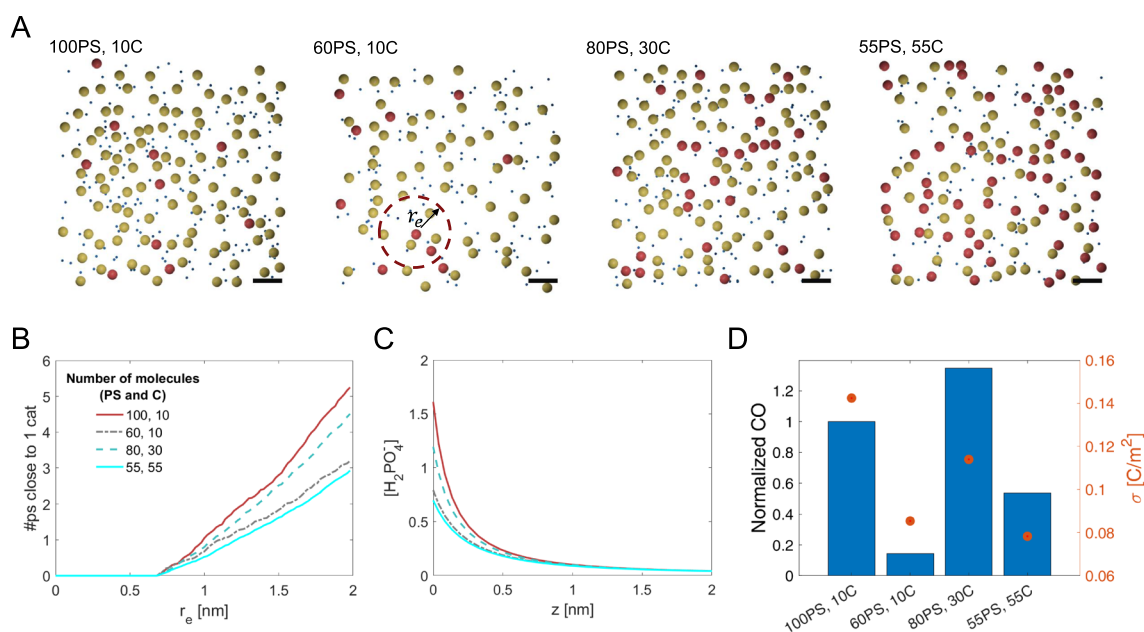 A
100PS, 10C
60PS, 10C
80PS, 30C
55PS, 55C
r_e
B
6
5
4
3
2
1
0
#ps close to 1 cat
Number of molecules
(PS and C)
100, 10
60, 10
80, 30
55, 55
0
0.5
1
1.5
2
r_e [nm]
C
2
1.5
1
0.5
0
[H₂PO₄⁻]
0
0.5
1
1.5
2
z [nm]
D
1.2
1
0.8
0.6
0.4
0.2
0
Normalized CO
0.16
0.14
0.12
0.1
0.08
0.06
σ [C/m²]
100PS, 10C
60PS, 10C
80PS, 30C
55PS, 55C